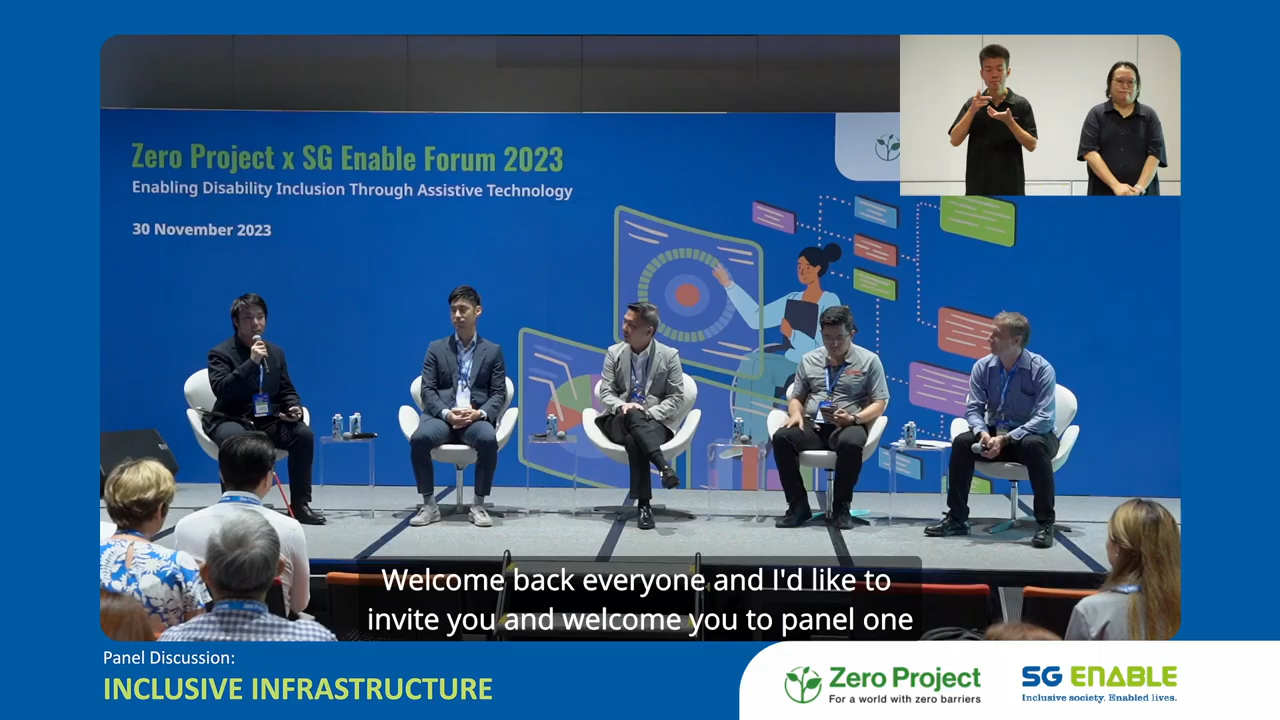 Zero Project x SG Enable Forum 2023
Enabling Disability Inclusion Through Assistive Technology
30 November 2023
Welcome back everyone and I'd like to
invite you and welcome you to panel one
Panel Discussion:
INCLUSIVE INFRASTRUCTURE
Zero Project
For a world with zero barriers
SG ENABLE
Inclusive society. Enabled lives.